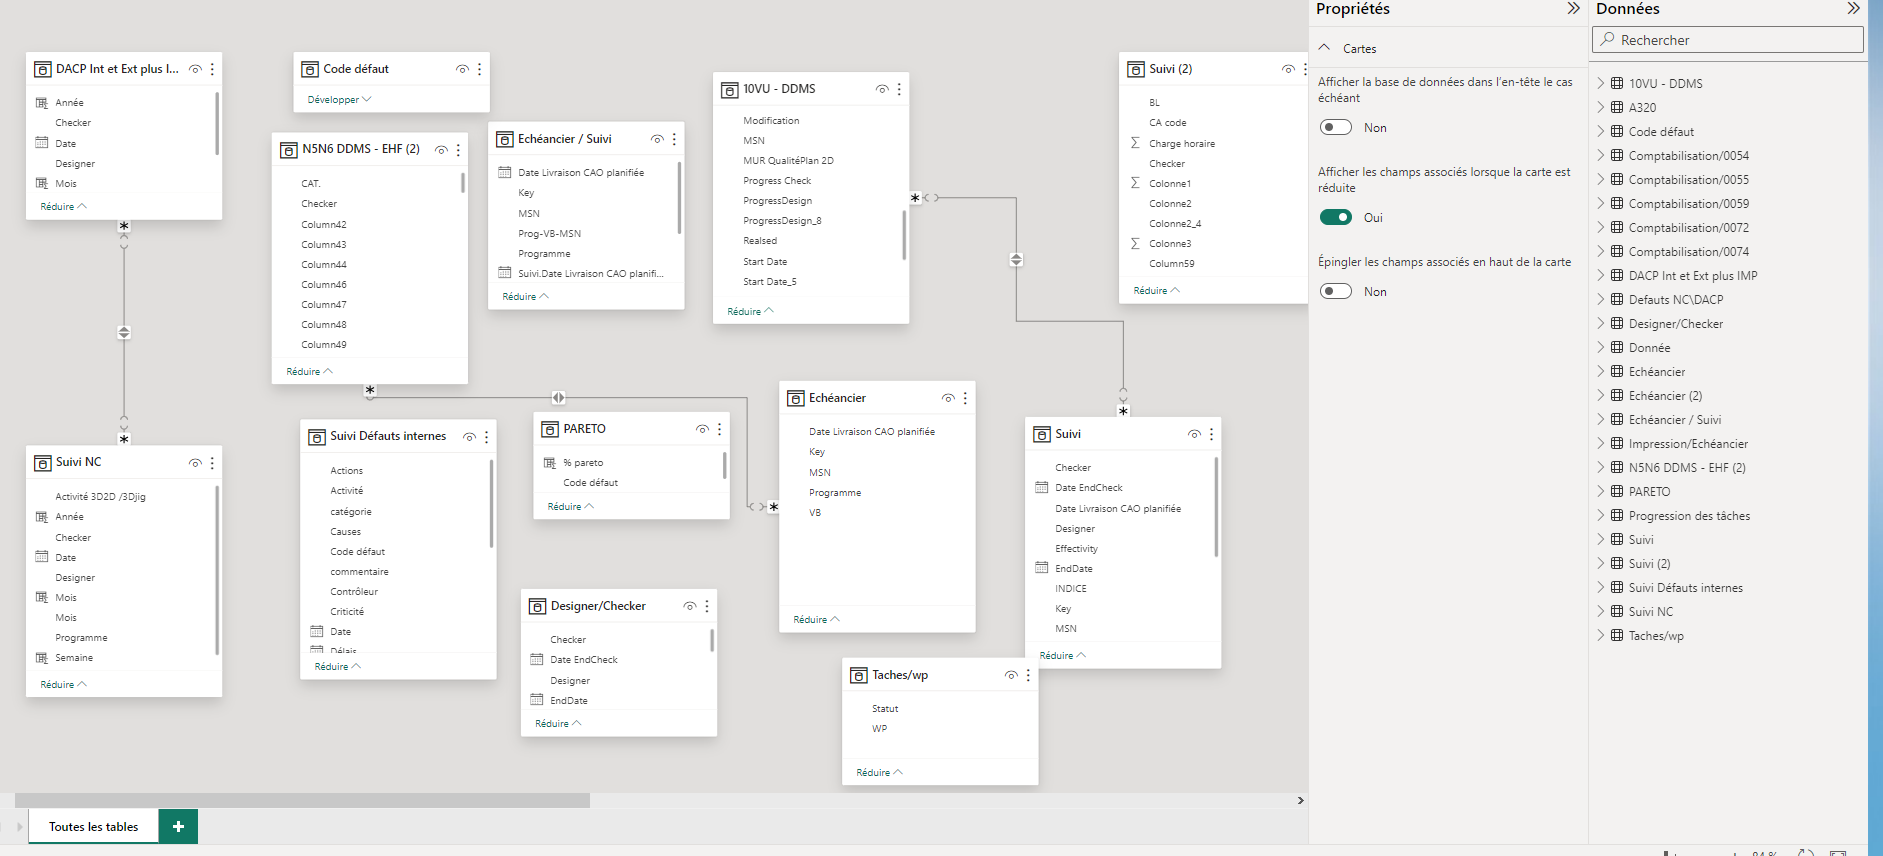 DACP Int et Ext plus I...
Année
Checker
Date
Designer
Mois
Réduire
Code défaut
Développer
N5N6 DDMS - EHF (2)
CAT.
Checker
Column42
Column43
Column44
Column46
Column47
Column48
Column49
Réduire
Echéancier / Suivi
Date Livraison CAO planifiée
Key
MSN
Prog-VB-MSN
Programme
Suivi.Date Livraison CAO planifi...
Réduire
10VU - DDMS
Modification
MSN
MUR QualitéPlan 2D
Progress Check
ProgressDesign
ProgressDesign_8
Realsed
Start Date
Start Date_5
Réduire
Suivi (2)
BL
CA code
Charge horaire
Checker
Colonne1
Colonne2
Colonne2_4
Colonne3
Column59
Réduire
Suivi NC
Activité 3D2D /3Djig
Année
Checker
Date
Designer
Mois
Mois
Programme
Semaine
Réduire
Suivi Défauts internes
Actions
Activité
catégorie
Causes
Code défaut
commentaire
Contrôleur
Criticité
Date
Délais
Réduire
PARETO
% pareto
Code défaut
Réduire
Designer/Checker
Checker
Date EndCheck
Designer
EndDate
Réduire
Echéancier
Date Livraison CAO planifiée
Key
MSN
Programme
VB
Réduire
Taches/wp
Statut
WP
Réduire
Suivi
Checker
Date EndCheck
Date Livraison CAO planifiée
Designer
Effectivity
EndDate
INDICE
Key
MSN
Réduire
Toutes les tables
Propriétés
Cartes
Afficher la base de données dans l'en-tête le cas
échéant
Non
Afficher les champs associés lorsque la carte est
réduite
Oui
Épingler les champs associés en haut de la carte
Non
Données
Rechercher
10VU - DDMS
A320
Code défaut
Comptabilisation/0054
Comptabilisation/0055
Comptabilisation/0059
Comptabilisation/0072
Comptabilisation/0074
DACP Int et Ext plus IMP
Defauts NC\DACP
Designer/Checker
Donnée
Echéancier
Echéancier (2)
Echéancier / Suivi
Impression/Echéancier
N5N6 DDMS - EHF (2)
PARETO
Progression des tâches
Suivi
Suivi (2)
Suivi Défauts internes
Suivi NC
Taches/wp
84 %